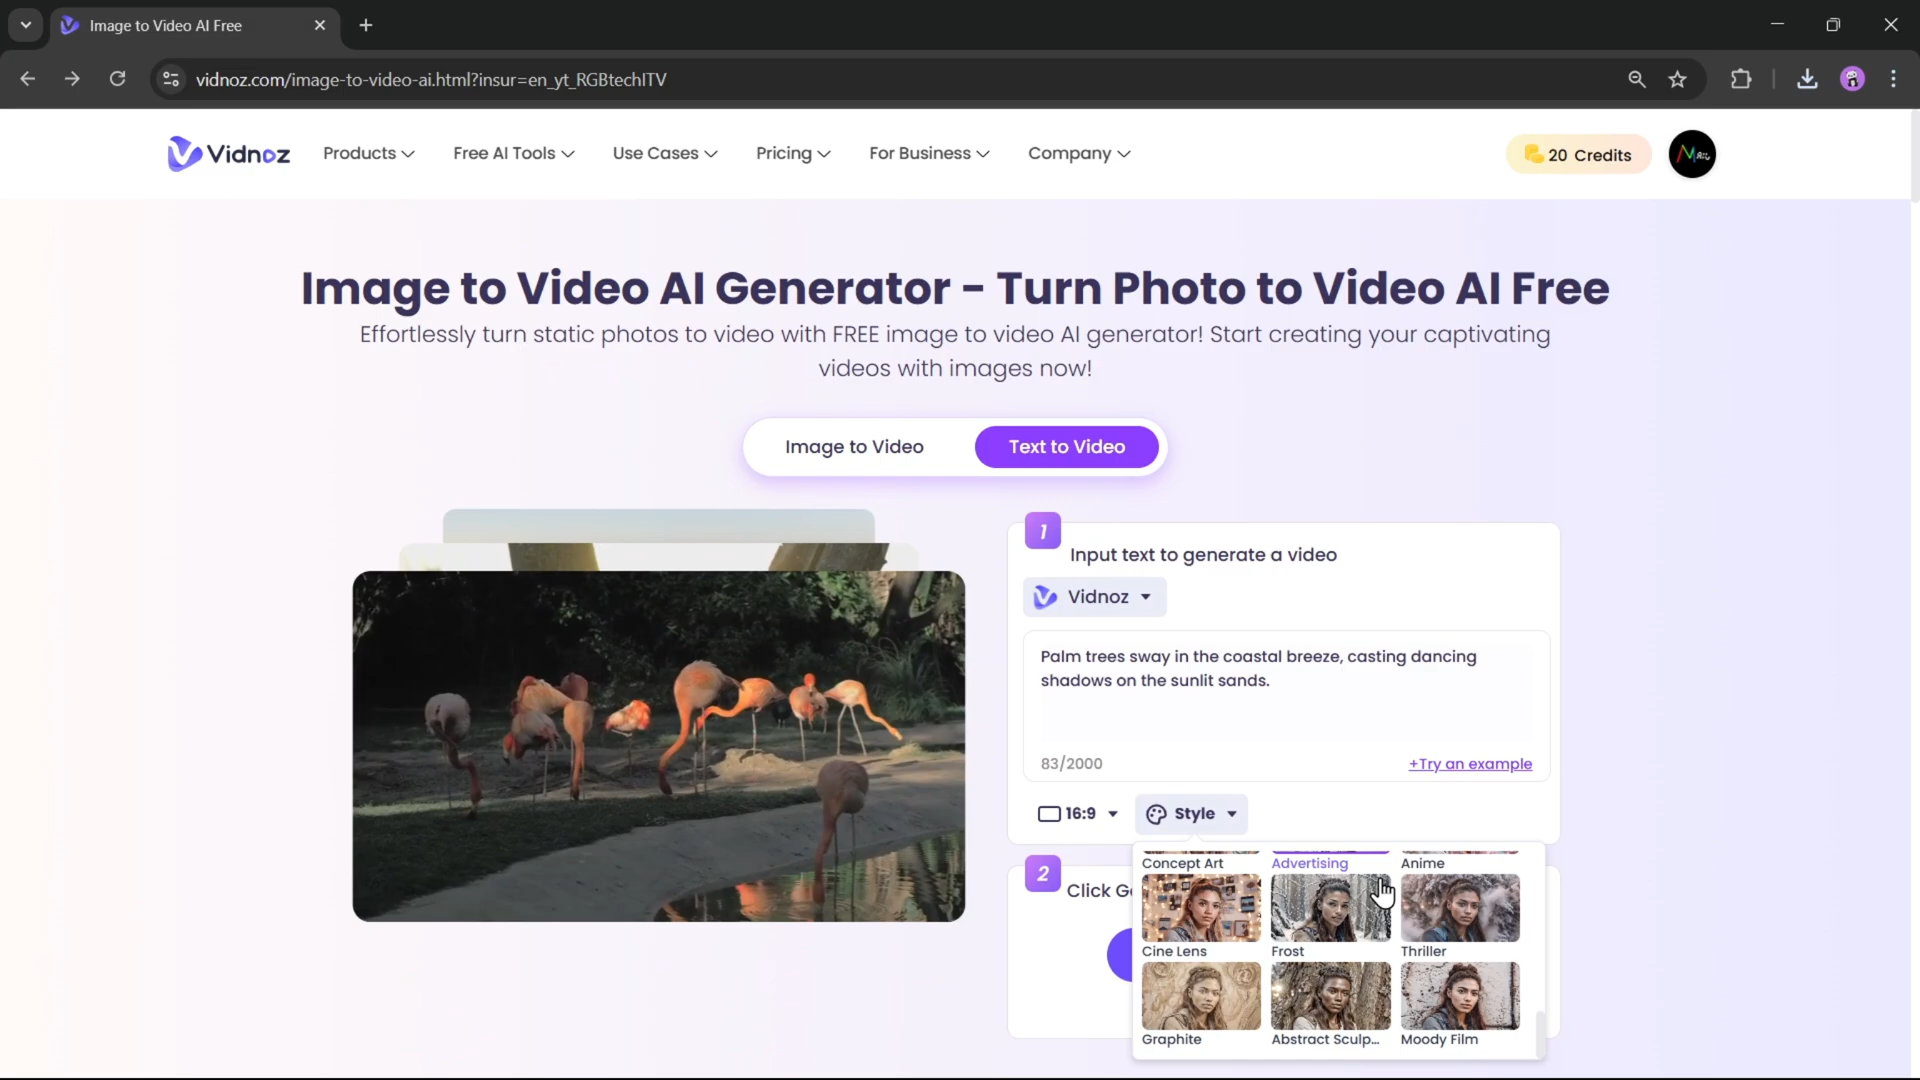 Image to Video AI Free
vidnoz.com/image-to-video-ai.html?insur=en_yt_RGBtechITV
Vidnoz
Products
Free AI Tools
Use Cases
Pricing
For Business
Company
20 Credits
Image to Video AI Generator - Turn Photo to Video AI Free
Effortlessly turn static photos to video with FREE image to video AI generator! Start creating your captivating
videos with images now!
Image to Video
Text to Video
1
Input text to generate a video
Vidnoz
Palm trees sway in the coastal breeze, casting dancing
shadows on the sunlit sands.
83/2000
+Try an example
16:9
Style
2
Click G
Concept Art
Advertising
Anime
Cine Lens
Frost
Thriller
Graphite
Abstract Sculp...
Moody Film